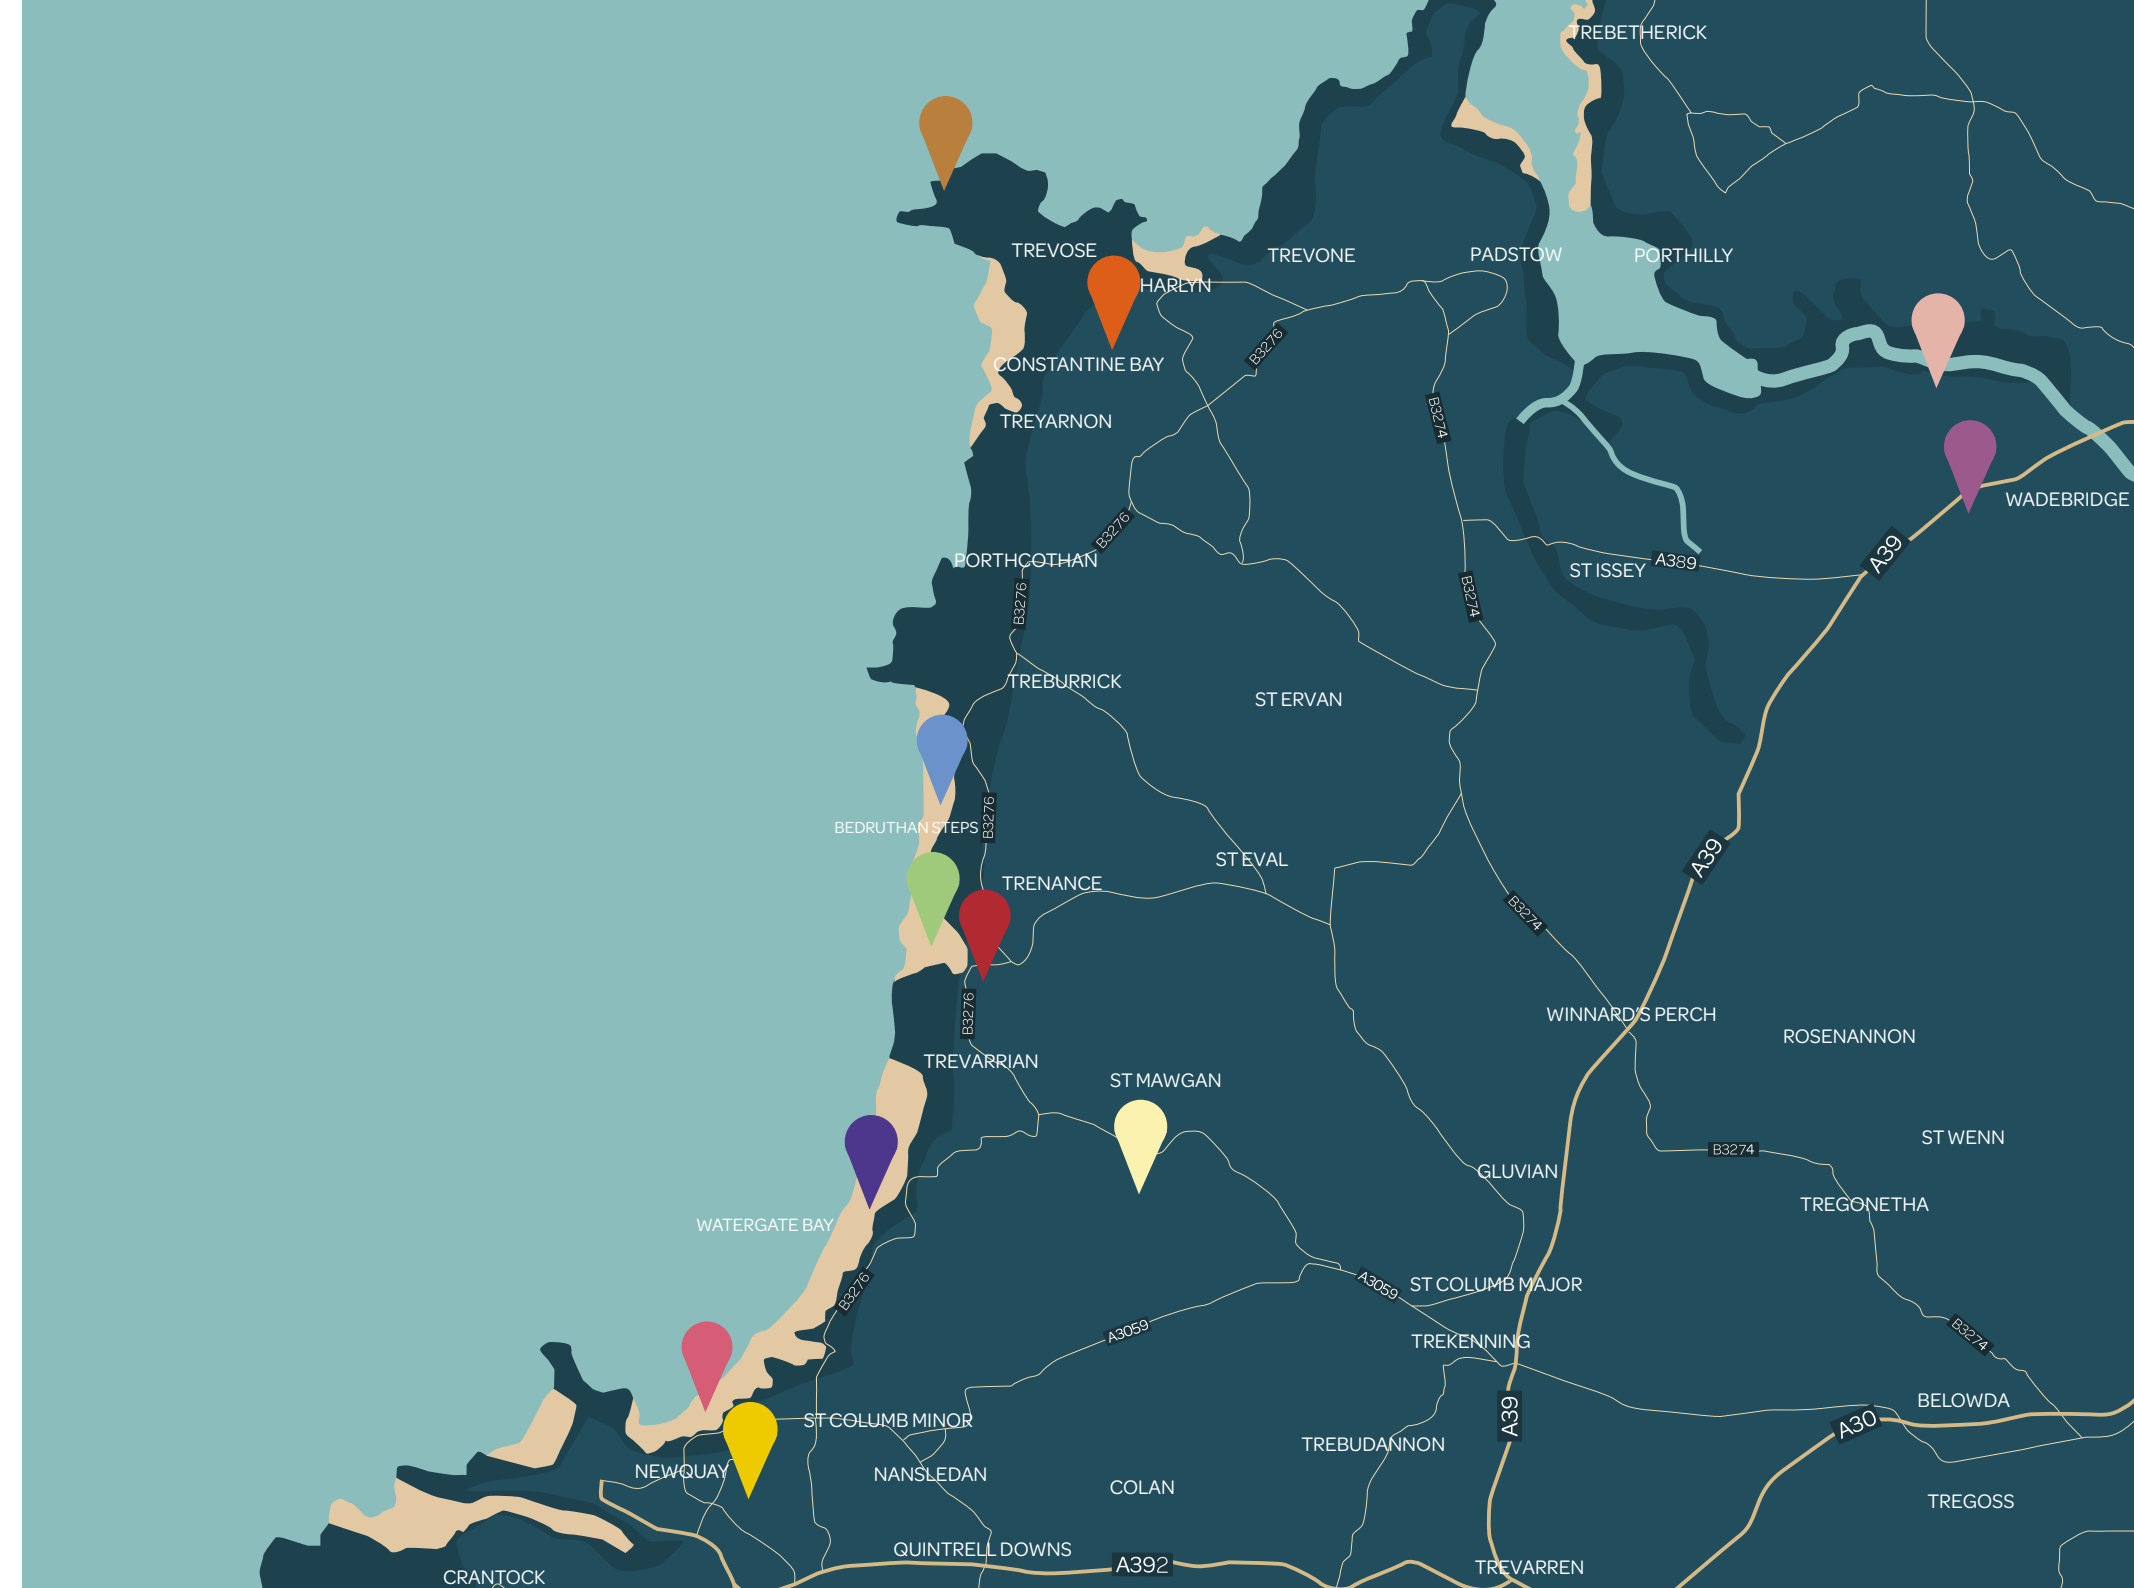 TREBETHERICK
TREVOSE
TREVONE
PADSTOW
PORTHILLY
HARLYN
B3276
CONSTANTINE BAY
TREYARNON
B3274
WADEBRIDGE
B3276
PORTHCOTHAN
A39
A389
ST ISSEY
B3276
B3274
TREBURRICK
ST ERVAN
BEDRUTHAN STEPS
B3276
ST EVAL
A39
TRENANCE
B3274
B3276
WINNARD'S PERCH
ROSENANNON
TREVARRIAN
ST MAWGAN
ST WENN
B3274
GLUVIAN
TREGONETHA
WATERGATE BAY
B3276
A3059
ST COLUMB MAJOR
A3059
TREKENNING
B3274
BELOWDA
A39
A30
ST COLUMB MINOR
TREBUDANNON
NEWQUAY
NANSLEDAN
COLAN
TREGOSS
QUINTRELL DOWNS
A392
TREVARREN
CRANTOCK